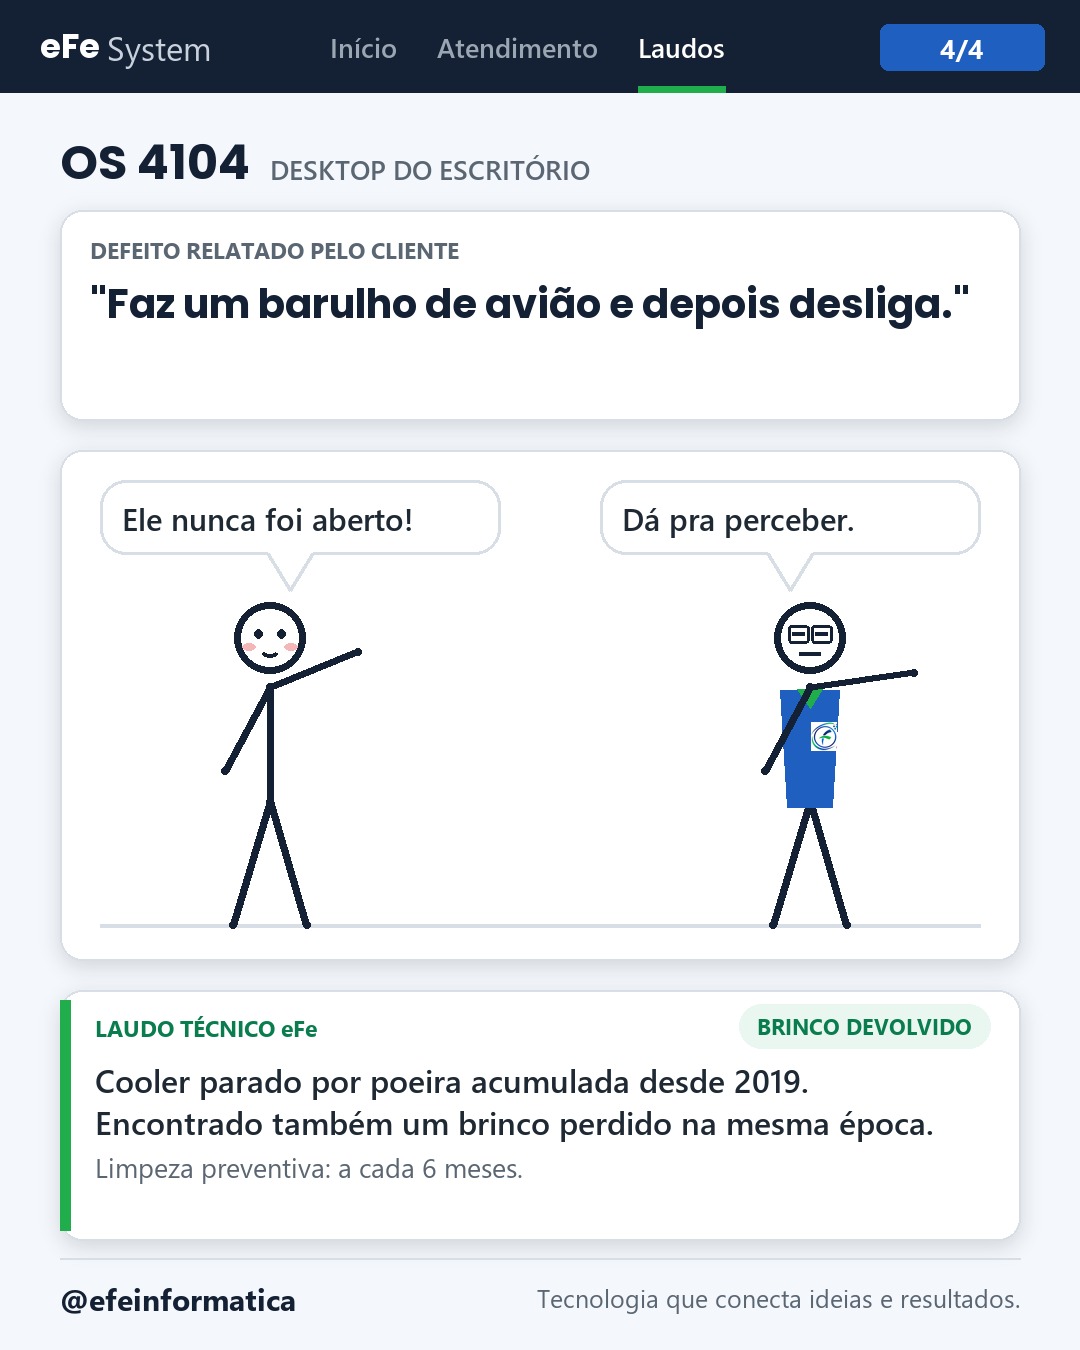 eFe System Início Atendimento Laudos 4/4
OS 4104 DESKTOP DO ESCRITÓRIO
DEFEITO RELATADO PELO CLIENTE
"Faz um barulho de avião e depois desliga."
Ele nunca foi aberto!
Dá pra perceber.
LAUDO TÉCNICO eFe
BRINCO DEVOLVIDO
Cooler parado por poeira acumulada desde 2019.
Encontrado também um brinco perdido na mesma época.
Limpeza preventiva: a cada 6 meses.
@efeinformatica
Tecnologia que conecta ideias e resultados.